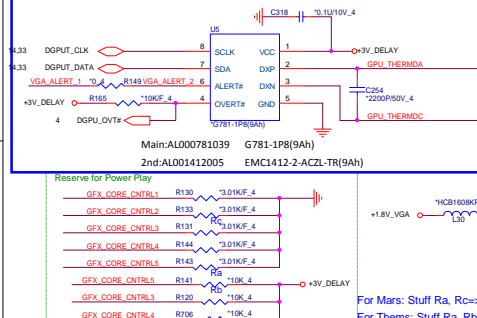 C318 *0.1U/10V_4
U5
14,33 DGPUT_CLK 8 SCLK VCC 1 +3V_DELAY
14,33 DGPUT_DATA 7 SDA DXP 2 GPU_THERMDA
VGA_ALERT_1 *0_4 R149 VGA_ALERT_2 6 ALERT# DXN 3
C254
*2200P/50V_4
+3V_DELAY R165 *10K/F_4 4 OVERT# GND 5
4 DGPU_OVT#
*G781-1P8(9Ah)
GPU_THERMDC
Main:AL000781039 G781-1P8(9Ah)
2nd:AL001412005 EMC1412-2-ACZL-TR(9Ah)
Reserve for Power Play
GFX_CORE_CNTRL1 R130 *3.01K/F_4
GFX_CORE_CNTRL2 R133 *3.01K/F_4
Rc
GFX_CORE_CNTRL3 R131 *3.01K/F_4
GFX_CORE_CNTRL4 R144 *3.01K/F_4
GFX_CORE_CNTRL5 R143 *3.01K/F_4
Ra
GFX_CORE_CNTRL5 R141 *10K_4 +3V_DELAY
Rb
GFX_CORE_CNTRL3 R120 *10K_4
GFX_CORE_CNTRL4 R706 *10K_4
*HCB1608KF
+1.8V_VGA L30
For Mars: Stuff Ra, Rc=>
For Thems: Stuff Ra, Rb